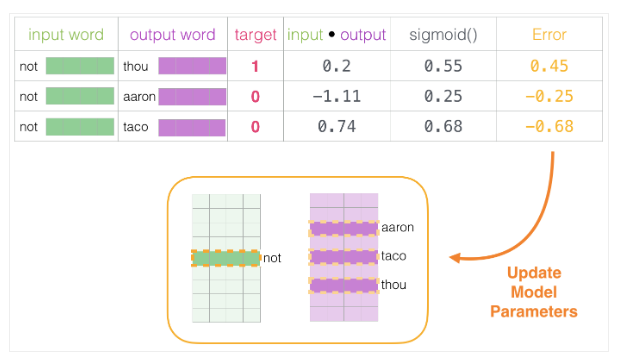 input word output word target input • output sigmoid() Error
not thou 1 0.2 0.55 0.45
not aaron 0 −1.11 0.25 −0.25
not taco 0 0.74 0.68 −0.68
aaron
not taco
thou
Update
Model
Parameters